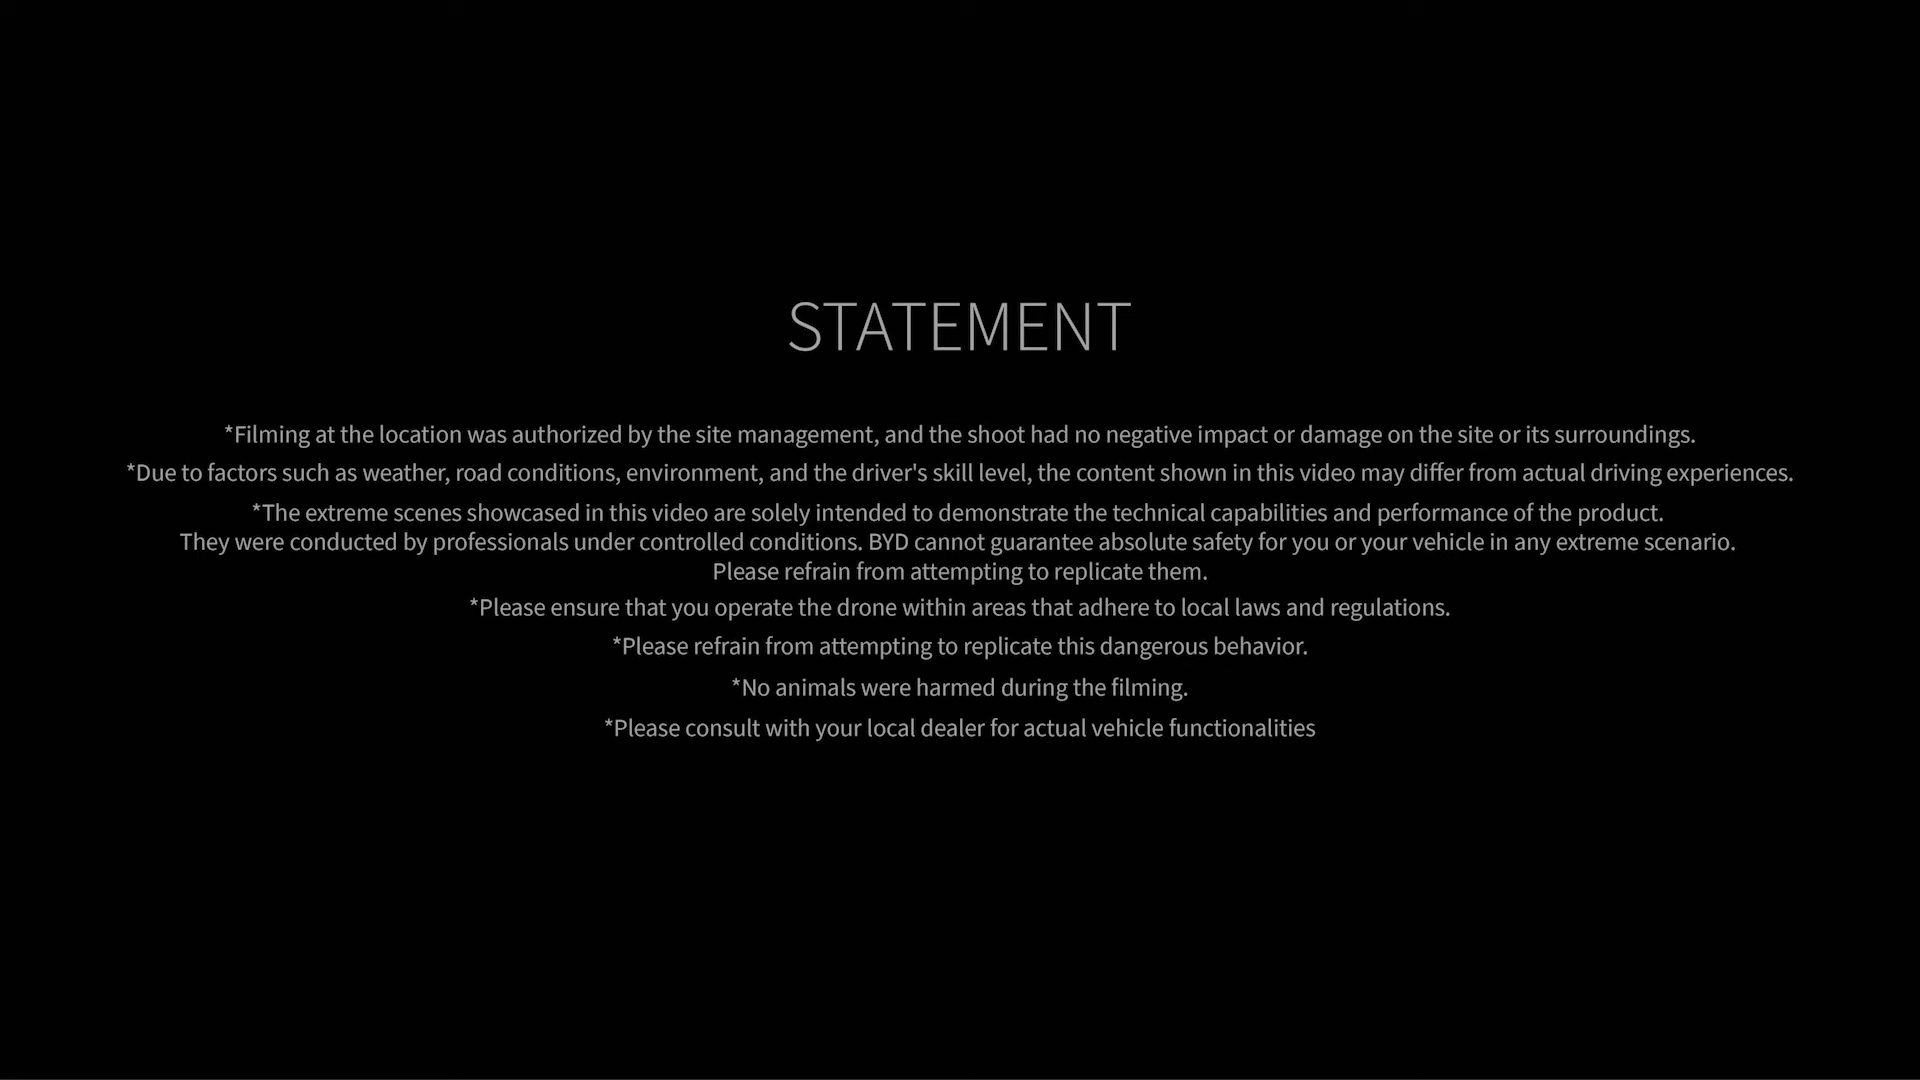 STATEMENT
*Filming at the location was authorized by the site management, and the shoot had no negative impact or damage on the site or its surroundings.
*Due to factors such as weather, road conditions, environment, and the driver's skill level, the content shown in this video may differ from actual driving experiences.
*The extreme scenes showcased in this video are solely intended to demonstrate the technical capabilities and performance of the product.
They were conducted by professionals under controlled conditions. BYD cannot guarantee absolute safety for you or your vehicle in any extreme scenario.
Please refrain from attempting to replicate them.
*Please ensure that you operate the drone within areas that adhere to local laws and regulations.
*Please refrain from attempting to replicate this dangerous behavior.
*No animals were harmed during the filming.
*Please consult with your local dealer for actual vehicle functionalities